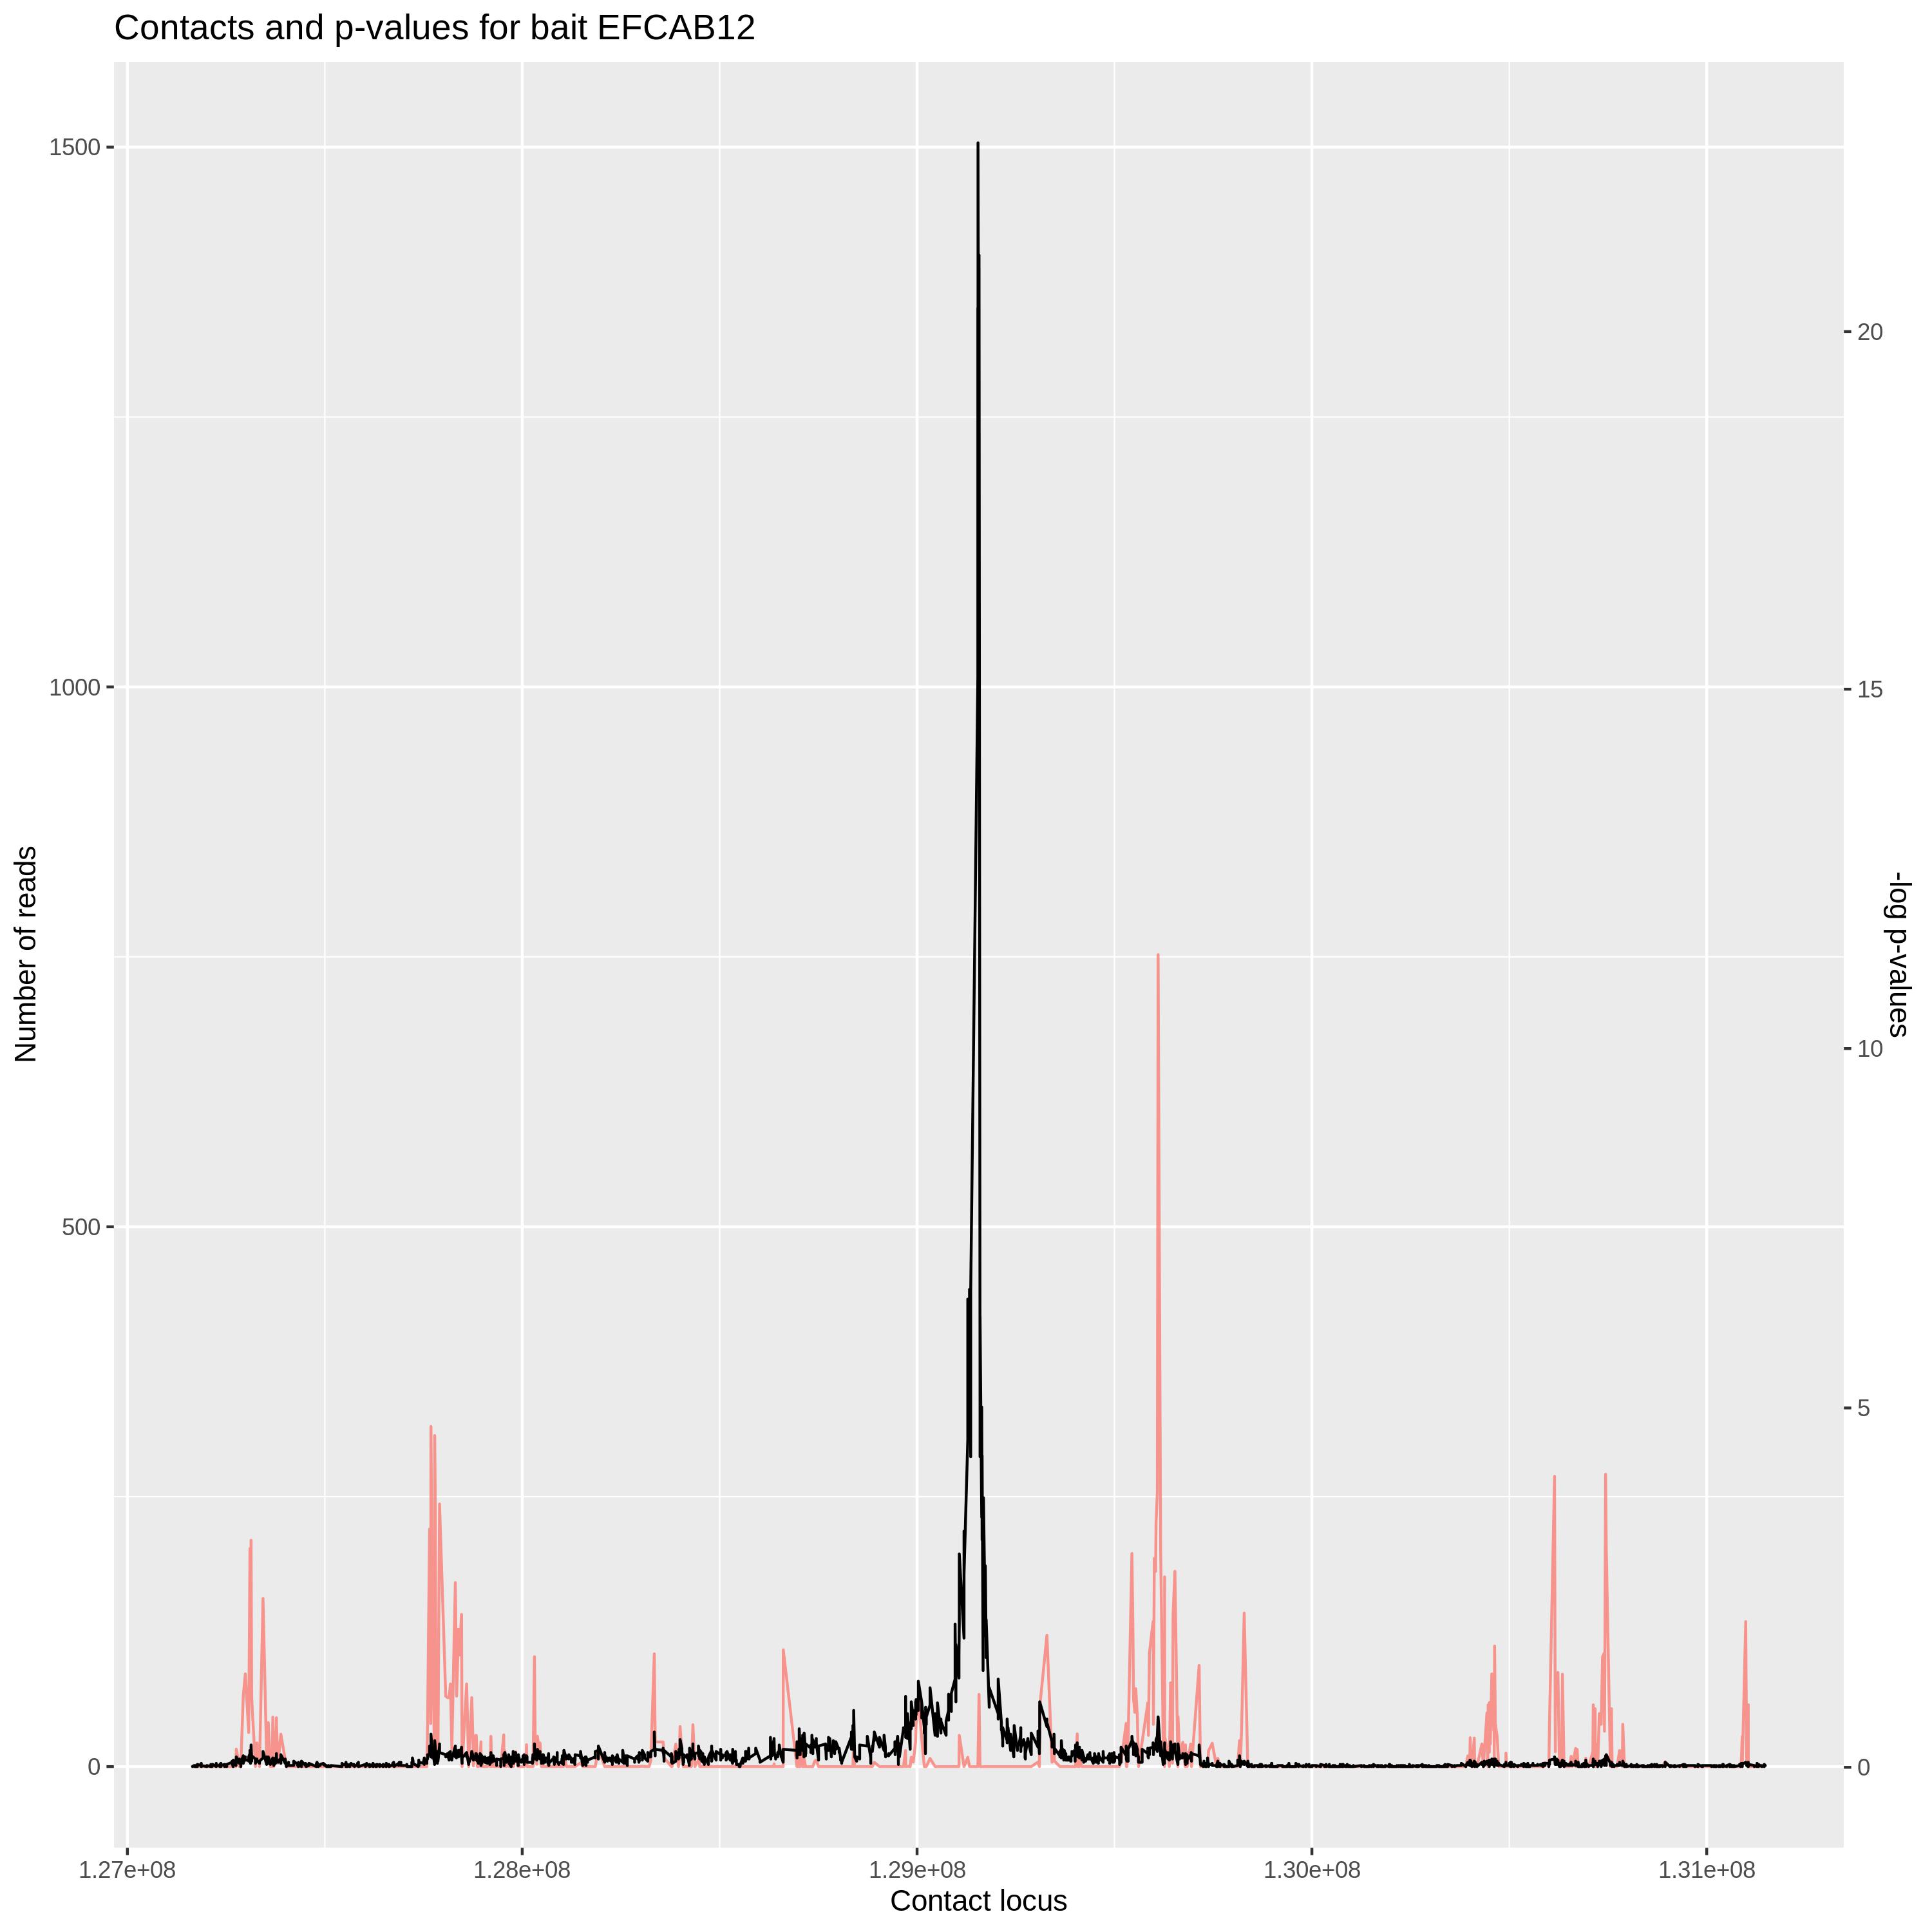 Contacts and p-values for bait EFCAB12
Number of reads
1500
1000
500
0
20
15
10
5
0
-log p-values
1.27e+08
1.28e+08
1.29e+08
1.30e+08
1.31e+08
Contact locus